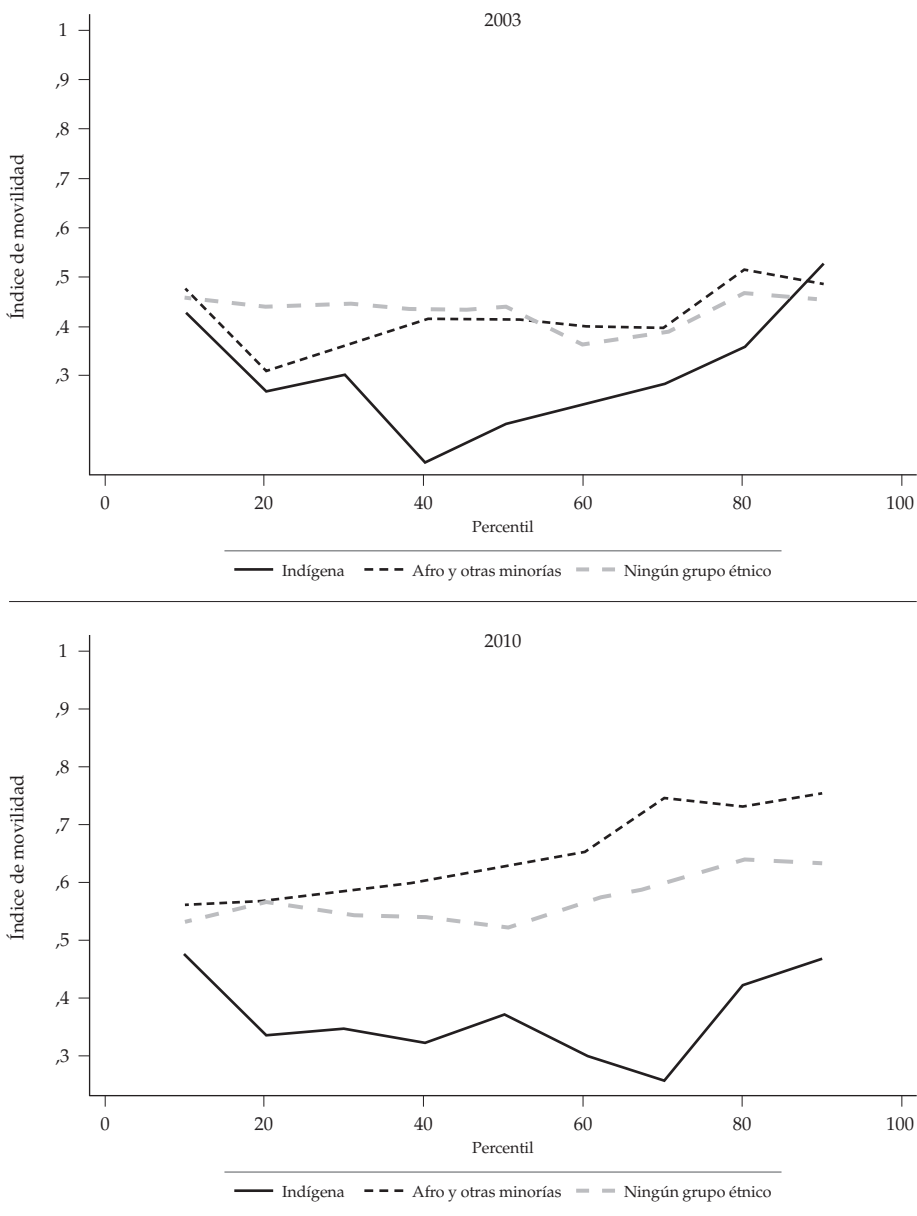 2003
1
,9
,8
,7
,6
,5
,4
,3
Índice de movilidad
0 20 40 60 80 100
Percentil
Indígena Afro y otras minorías Ningún grupo étnico
2010
1
,9
,8
,7
,6
,5
,4
,3
Índice de movilidad
0 20 40 60 80 100
Percentil
Indígena Afro y otras minorías Ningún grupo étnico